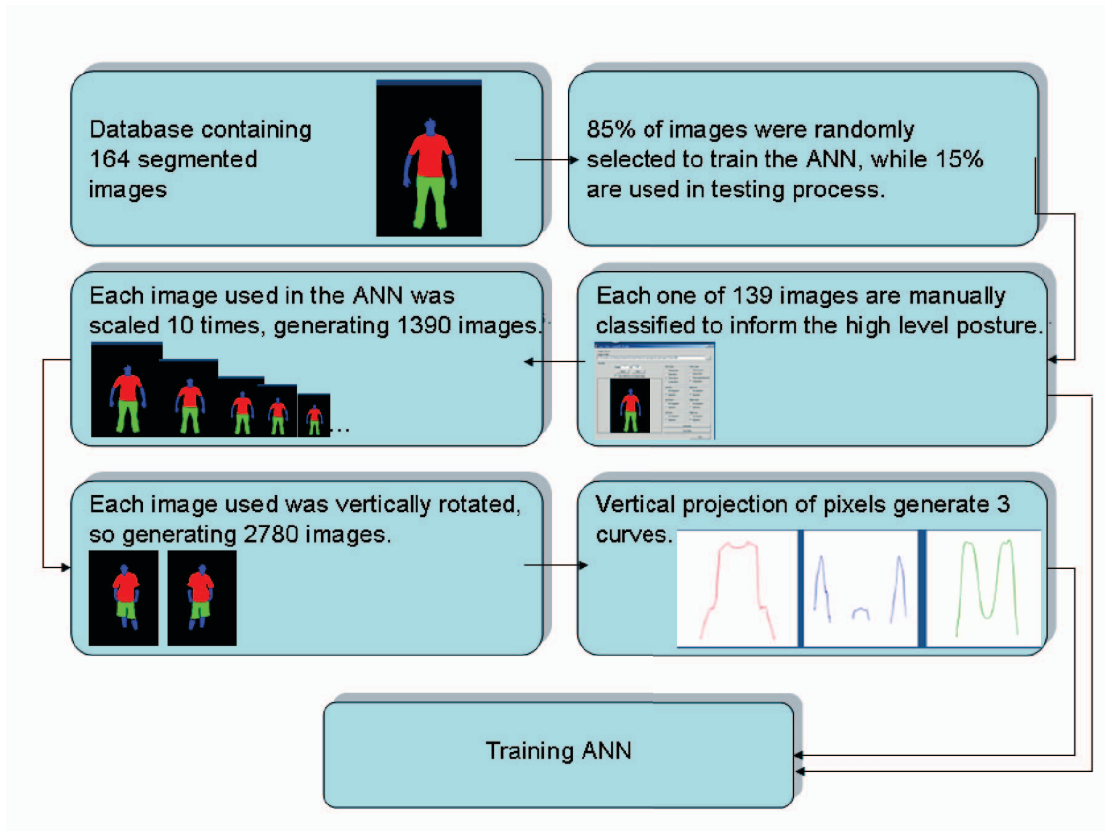 Database containing
164 segmented
images
85% of images were randomly
selected to train the ANN, while 15%
are used in testing process.
Each one of 139 images are manually
classified to inform the high level posture.
Each image used in the ANN was
scaled 10 times, generating 1390 images.
...
Each image used was vertically rotated,
so generating 2780 images.
Vertical projection of pixels generate 3
curves.
Training ANN